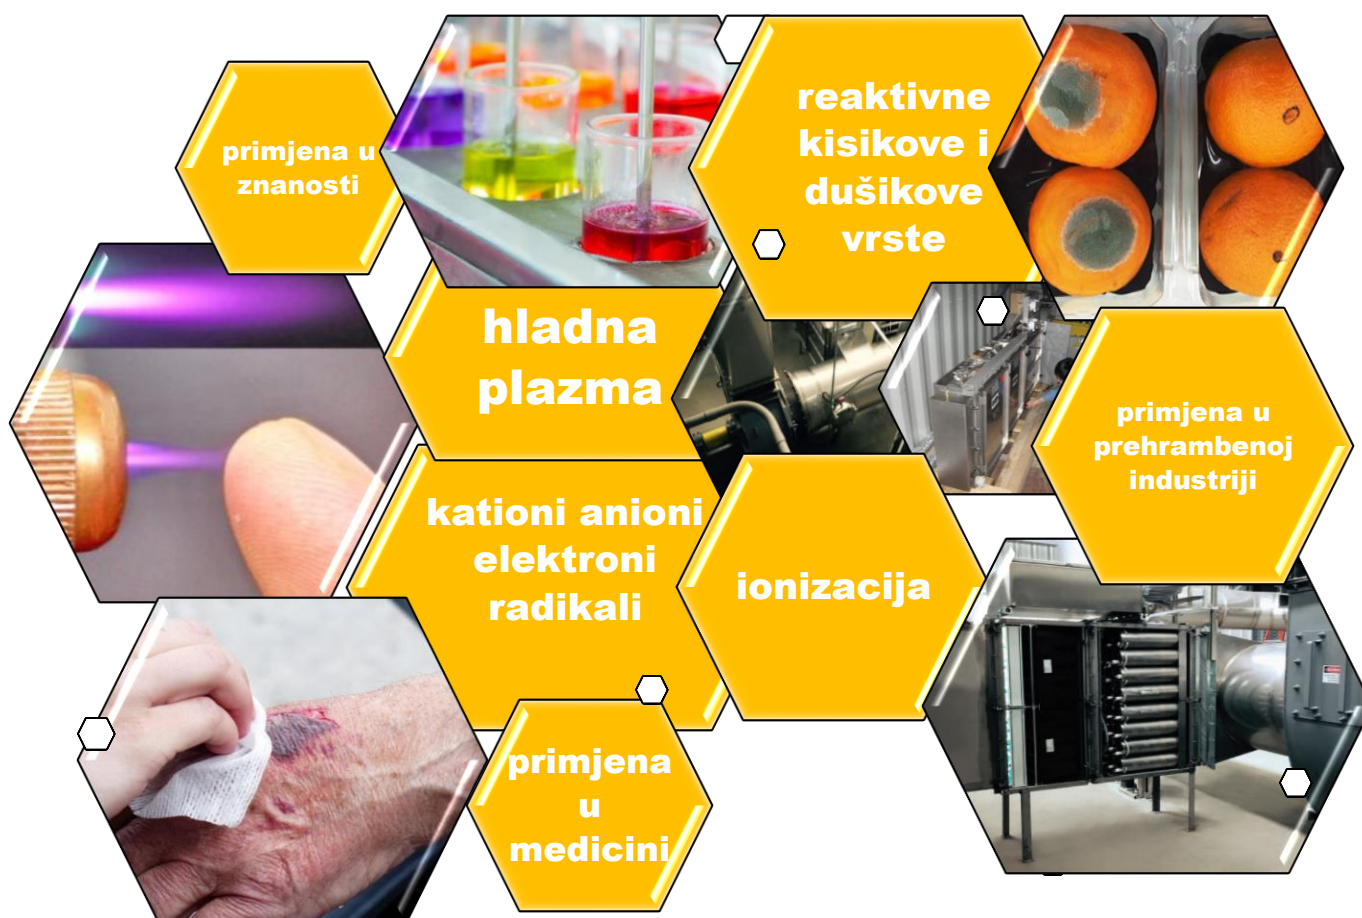 primjena u
znanosti
reaktivne
kisikove i
dušikove
vrste
hladna
plazma
primjena u
prehrambenoj
industriji
kationi anioni
elektroni
radikali
ionizacija
primjena
u
medicini